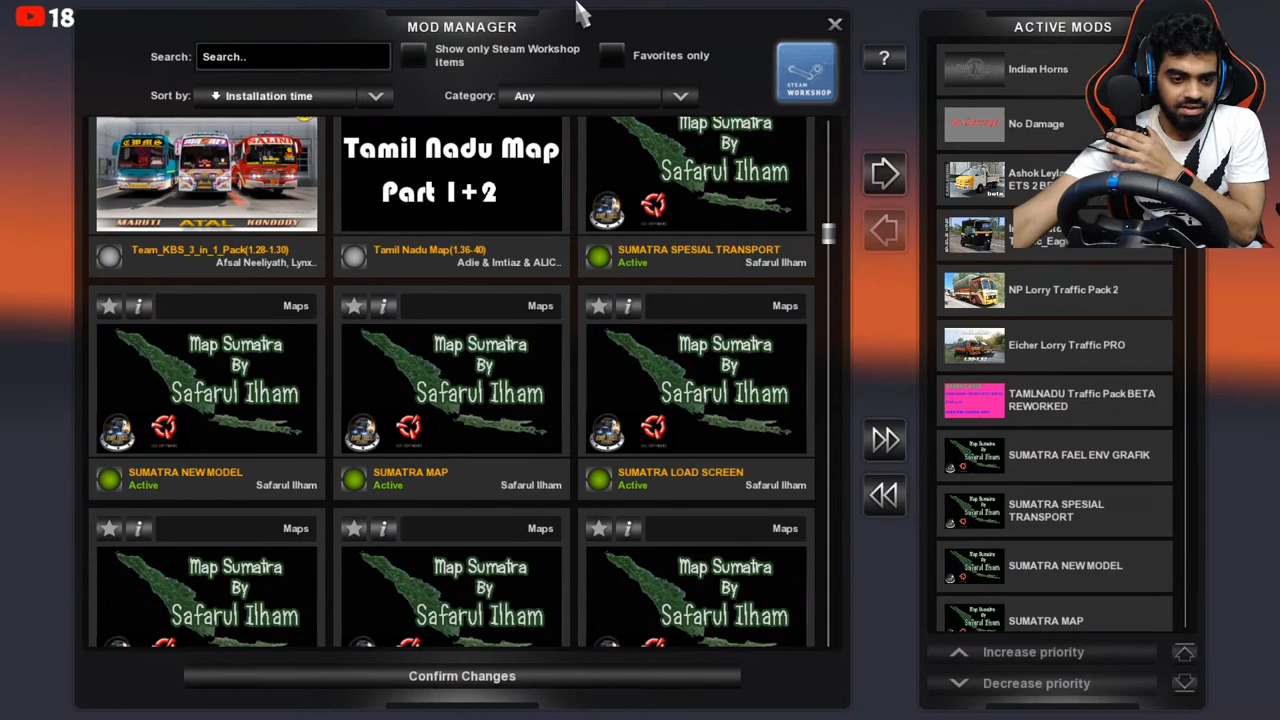 18
MOD MANAGER
ACTIVE MODS
Search:
Search..
Show only Steam Workshop
items
Favorites only
STEAM
WORKSHOP
?
Sort by:
Installation time
Category:
Any
MARUTI
ATAL
KONDODY
Team_KBS_3_in_1_Pack(1.28-1.30)
Afsal Neeliyath, Lynx..
Tamil Nadu Map
Part 1+2
Tamil Nadu Map(1.36-40)
Adie & Imtiaz & ALIC..
Map Sumatra
By
Safarul Ilham
SUMATRA SPESIAL TRANSPORT
Active
Safarul Ilham
Maps
Map Sumatra
By
Safarul Ilham
SUMATRA NEW MODEL
Active
Safarul Ilham
Maps
Map Sumatra
By
Safarul Ilham
SUMATRA MAP
Active
Safarul Ilham
Maps
Map Sumatra
By
Safarul Ilham
SUMATRA LOAD SCREEN
Active
Safarul Ilham
Maps
Map Sumatra
By
Safarul Ilham
Maps
Map Sumatra
By
Safarul Ilham
Maps
Map Sumatra
By
Safarul Ilham
Confirm Changes
Indian Horns
No Damage
No Damage
Ashok Leyla
ETS 2 BE
NP Lorry Traffic Pack 2
Eicher Lorry Traffic PRO
TAMLNADU Traffic Pack BETA
REWORKED
SUMATRA FAEL ENV GRAFIK
SUMATRA SPESIAL
TRANSPORT
SUMATRA NEW MODEL
SUMATRA MAP
Increase priority
Decrease priority